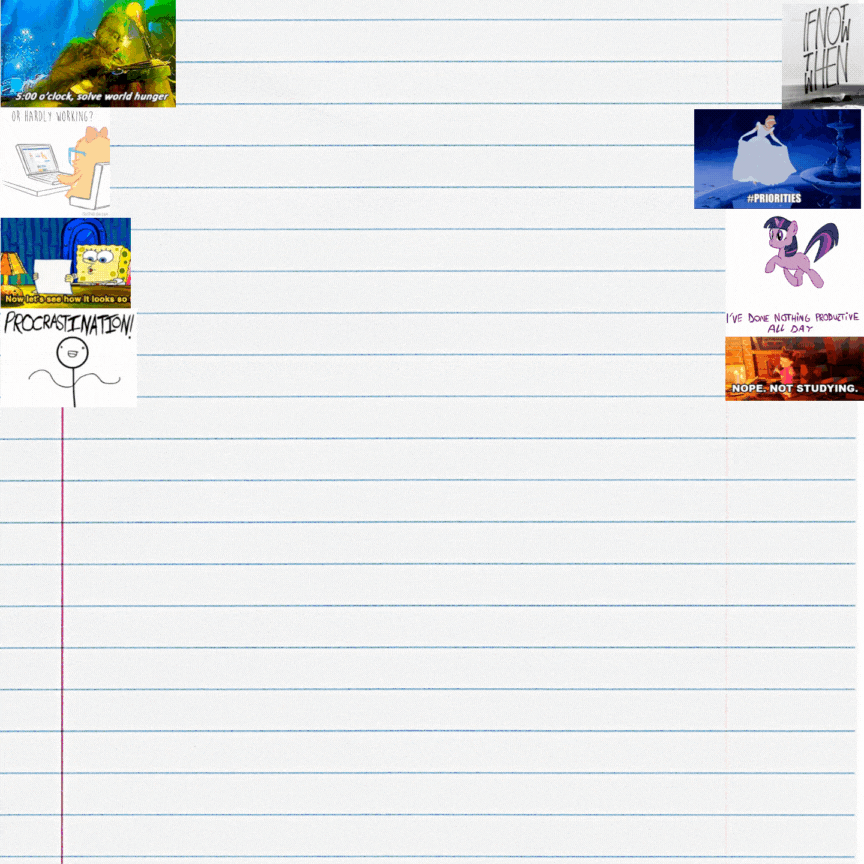 5:00 o'clock, solve world hunger
IF NOT
WHEN
OR HARDLY WORKING?
#PRIORITIES
Now let's see how it looks so
PROCRASTINATION!
I'VE DONE NOTHING PRODUCTIVE
ALL DAY
NOPE. NOT STUDYING.